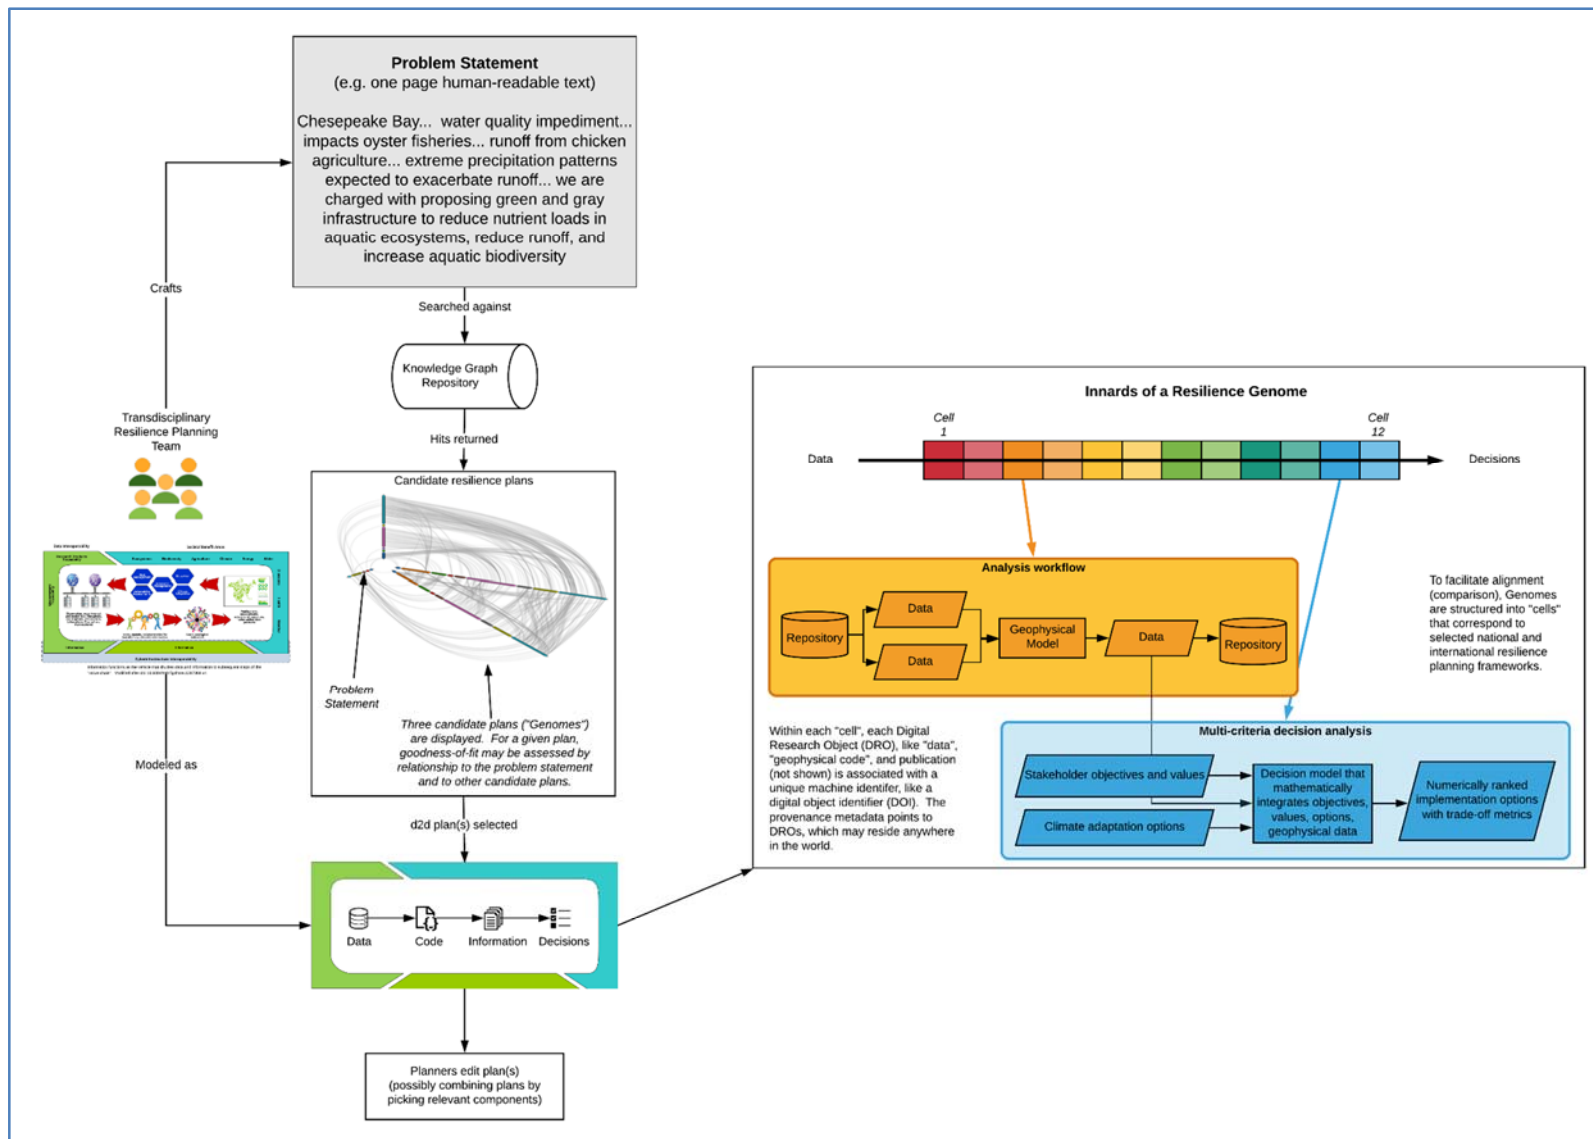 Problem Statement
(e.g. one page human-readable text)
Chesepeake Bay... water quality impediment...
impacts oyster fisheries... runoff from chicken
agriculture... extreme precipitation patterns
expected to exacerbate runoff... we are
charged with proposing green and gray
infrastructure to reduce nutrient loads in
aquatic ecosystems, reduce runoff, and
increase aquatic biodiversity
Crafts
Searched against
Knowledge Graph
Repository
Hits returned
Transdisciplinary
Resilience Planning
Team
Candidate resilience plans
Problem
Statement
Three candidate plans ("Genomes")
are displayed. For a given plan,
goodness-of-fit may be assessed by
relationship to the problem statement
and to other candidate plans.
Modeled as
d2d plan(s) selected
Data
Code
Information
Decisions
Planners edit plan(s)
(possibly combining plans by
picking relevant components)
Innards of a Resilience Genome
Cell
1
Cell
12
Data
Decisions
Analysis workflow
Repository
Data
Data
Geophysical
Model
Data
Repository
To facilitate alignment
(comparison), Genomes
are structured into "cells"
that correspond to
selected national and
international resilience
planning frameworks.
Within each "cell", each Digital
Research Object (DRO), like "data",
"geophysical code", and publication
(not shown) is associated with a
unique machine identifer, like a
digital object identifier (DOI). The
provenance metadata points to
DROs, which may reside anywhere
in the world.
Multi-criteria decision analysis
Stakeholder objectives and values
Climate adaptation options
Decision model that
mathematically
integrates objectives,
values, options,
geophysical data
Numerically ranked
implementation options
with trade-off metrics